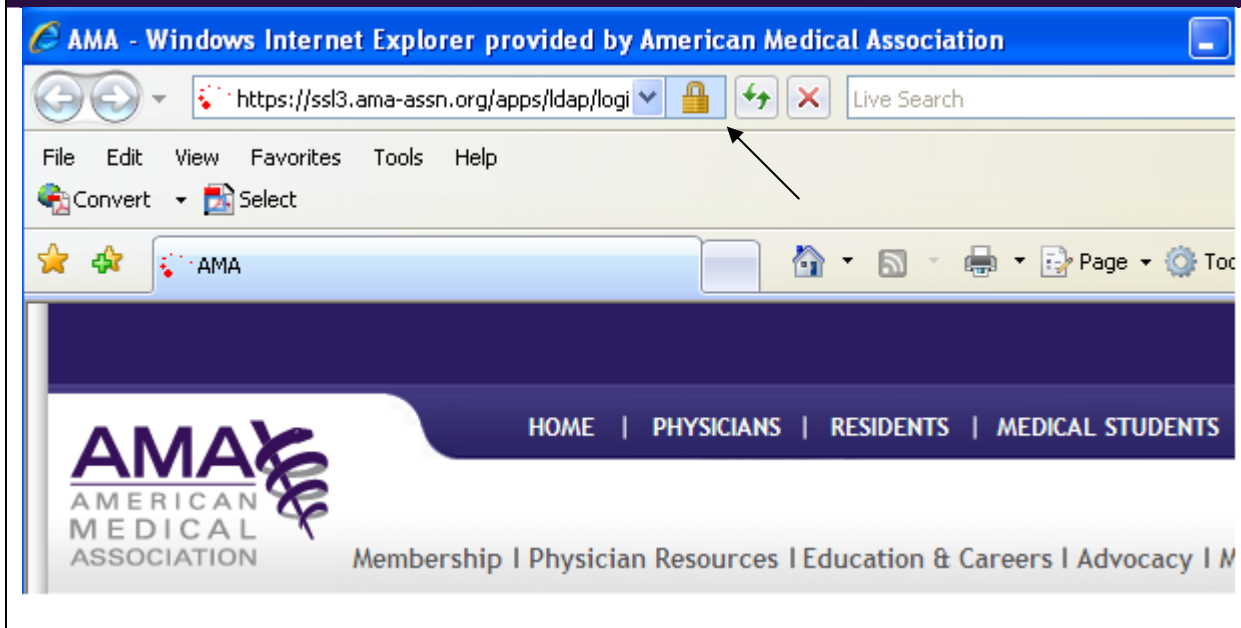 AMA - Windows Internet Explorer provided by American Medical Association
https://ssl3.ama-assn.org/apps/ldap/logi
Live Search
File Edit View Favorites Tools Help
Convert Select
AMA
Page Too
HOME | PHYSICIANS | RESIDENTS | MEDICAL STUDENTS
AMA
AMERICAN
MEDICAL
ASSOCIATION
Membership | Physician Resources | Education & Careers | Advocacy | M